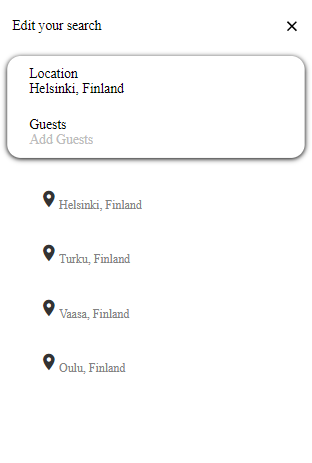 Edit your search
Location
Helsinki, Finland
Guests
Add Guests
Helsinki, Finland
Turku, Finland
Vaasa, Finland
Oulu, Finland